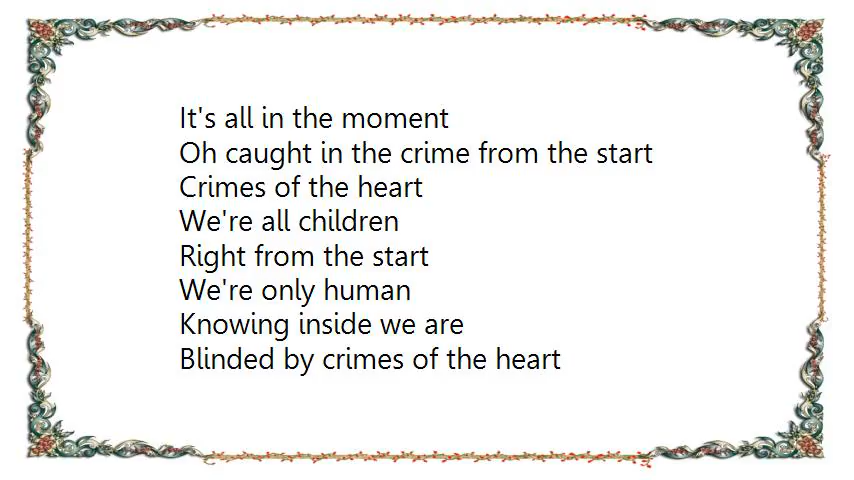 It's all in the moment
Oh caught in the crime from the start
Crimes of the heart
We're all children
Right from the start
We're only human
Knowing inside we are
Blinded by crimes of the heart